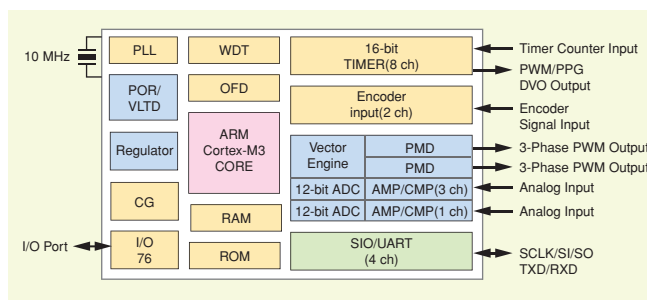 10 MHz
PLL
WDT
16-bit
TIMER(8 ch)
Timer Counter Input
PWM/PPG
DVO Output
POR/
VLTD
OFD
Encoder
input(2 ch)
Encoder
Signal Input
Regulator
ARM
Cortex-M3
CORE
Vector
Engine
PMD
3-Phase PWM Output
PMD
3-Phase PWM Output
12-bit ADC
AMP/CMP(3 ch)
Analog Input
12-bit ADC
AMP/CMP(1 ch)
Analog Input
CG
RAM
I/O Port
I/O
76
ROM
SIO/UART
(4 ch)
SCLK/SI/SO
TXD/RXD